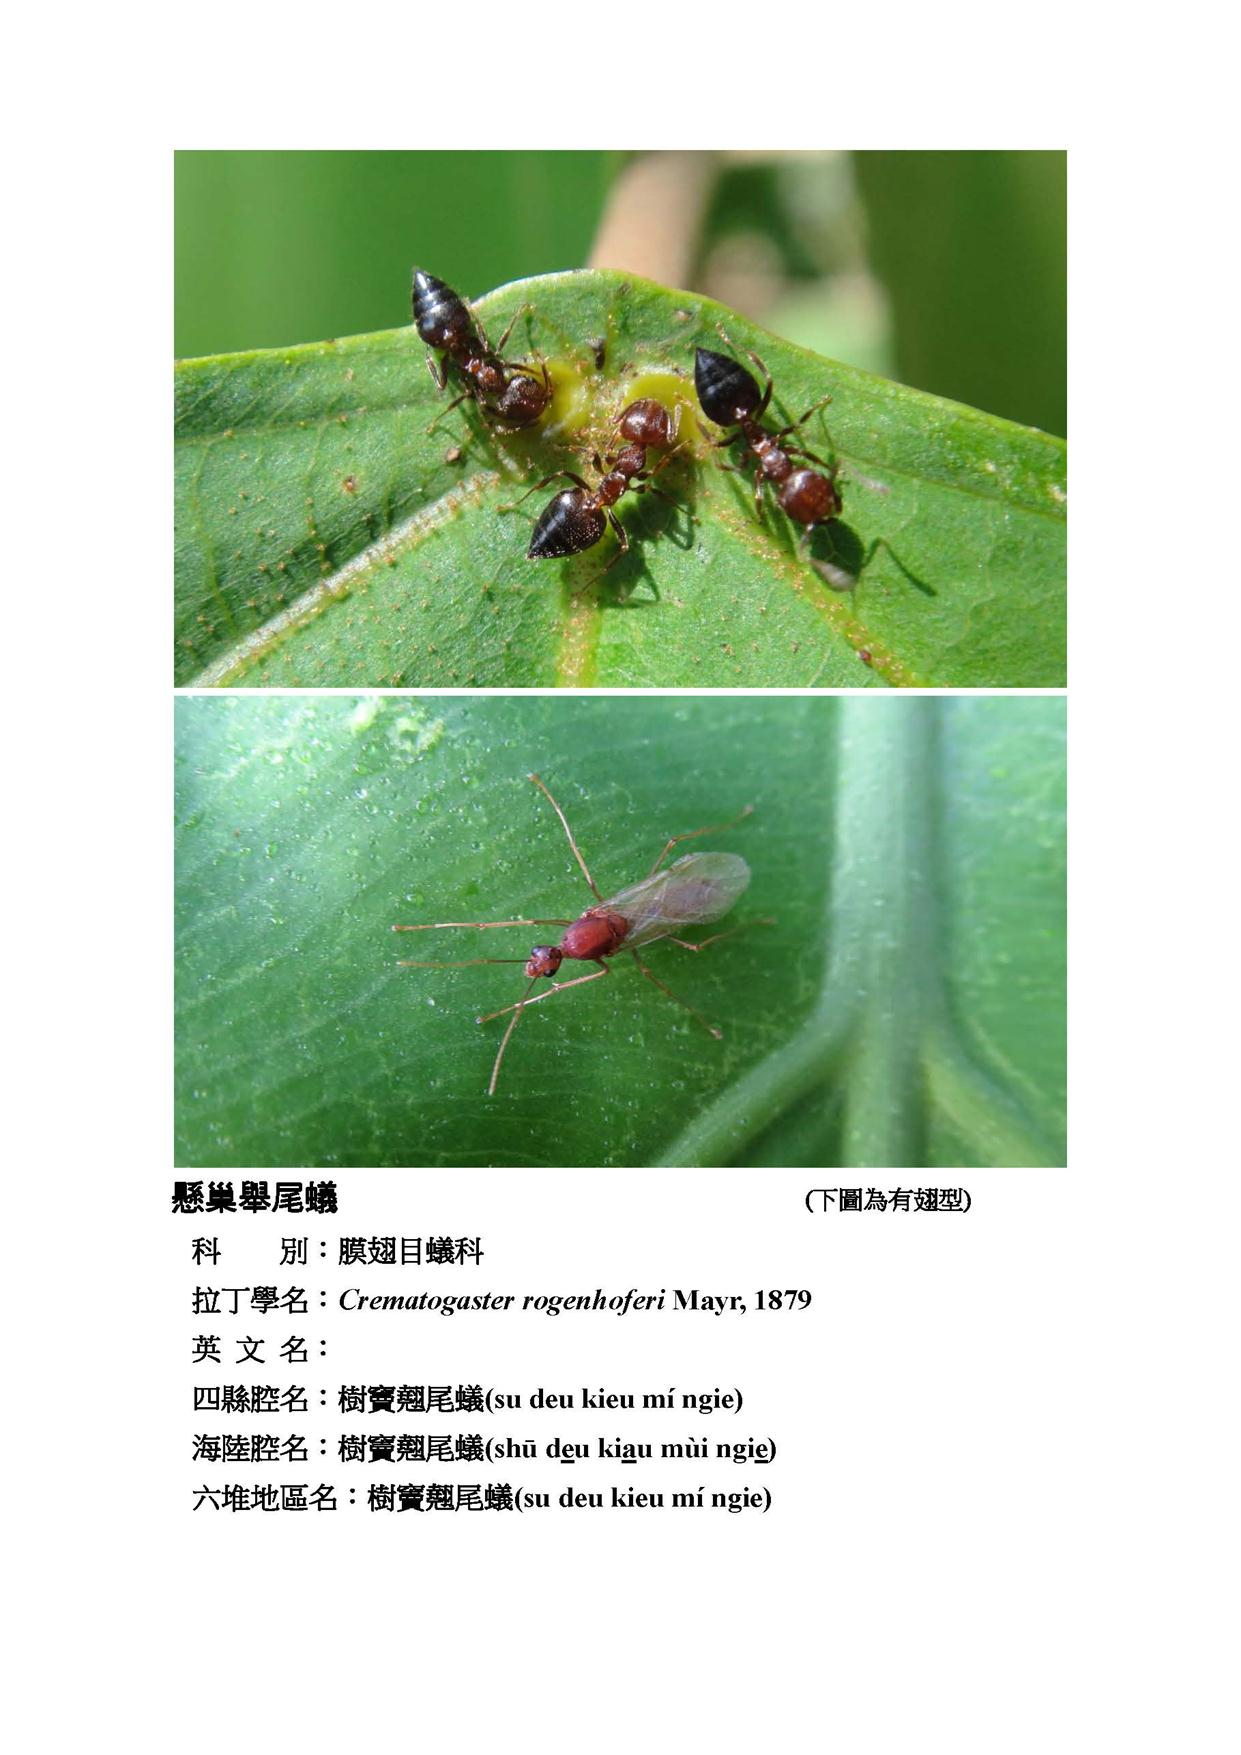 懸巢舉尾蟻 (下圖為有翅型)
科　　別：膜翅目蟻科
拉丁學名：Crematogaster rogenhoferi Mayr, 1879
英 文 名：
四縣腔名：樹竇翹尾蟻(su deu kieu mí ngie)
海陸腔名：樹竇翹尾蟻(shū deu kiau mùi ngie)
六堆地區名：樹竇翹尾蟻(su deu kieu mí ngie)